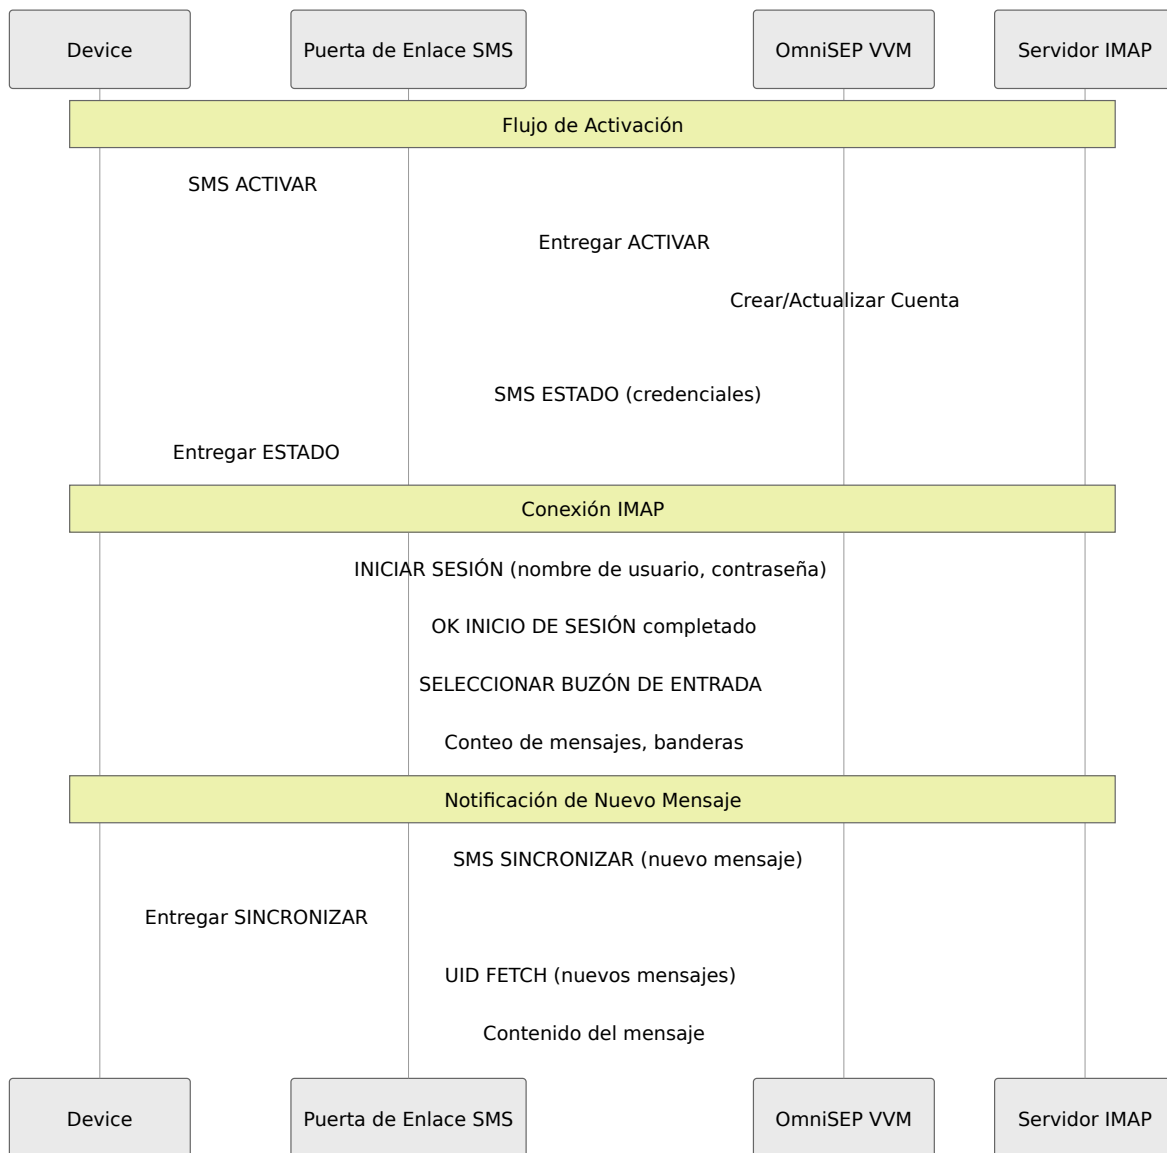 Device
Puerta de Enlace SMS
OmniSEP VVM
Servidor IMAP
Flujo de Activación
SMS ACTIVAR
Entregar ACTIVAR
Crear/Actualizar Cuenta
SMS ESTADO (credenciales)
Entregar ESTADO
Conexión IMAP
INICIAR SESIÓN (nombre de usuario, contraseña)
OK INICIO DE SESIÓN completado
SELECCIONAR BUZÓN DE ENTRADA
Conteo de mensajes, banderas
Notificación de Nuevo Mensaje
SMS SINCRONIZAR (nuevo mensaje)
Entregar SINCRONIZAR
UID FETCH (nuevos mensajes)
Contenido del mensaje
Device
Puerta de Enlace SMS
OmniSEP VVM
Servidor IMAP